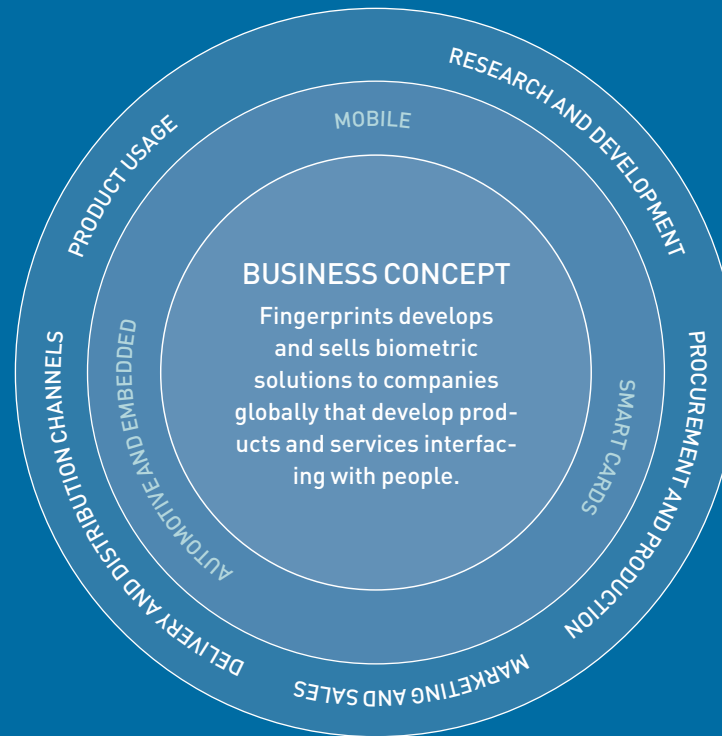 RESEARCH AND DEVELOPMENT
PROCUREMENT AND PRODUCTION
MARKETING AND SALES
DELIVERY AND DISTRIBUTION CHANNELS
PRODUCT USAGE
MOBILE
SMART CARDS
AUTOMOTIVE AND EMBEDDED
BUSINESS CONCEPT
Fingerprints develops
and sells biometric
solutions to companies
globally that develop prod-
ucts and services interfac-
ing with people.